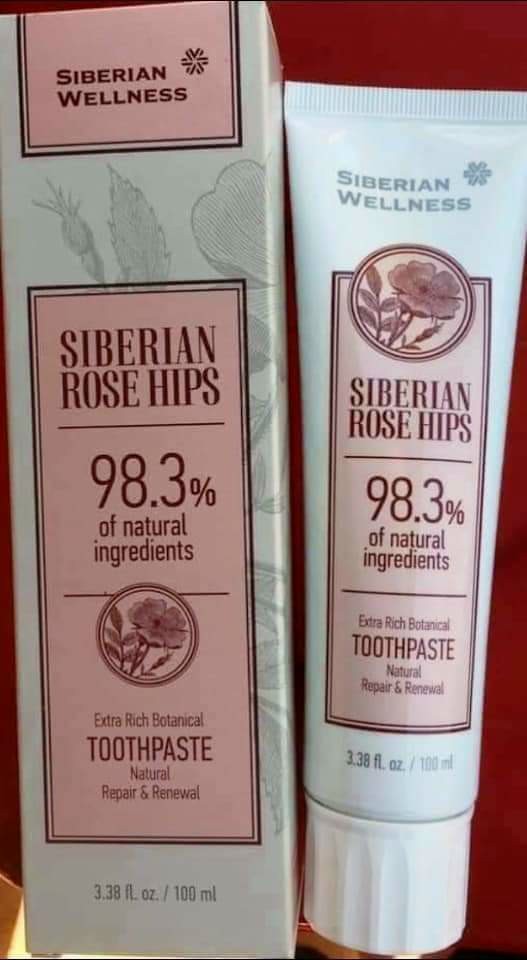 SIBERIAN
WELLNESS
SIBERIAN
ROSE HIPS
98.3%
of natural
ingredients
Extra Rich Botanical
TOOTHPASTE
Natural
Repair & Renewal
3.38 fl. oz. / 100 ml
SIBERIAN
WELLNESS
SIBERIAN
ROSE HIPS
98.3%
of natural
ingredients
Extra Rich Botanical
TOOTHPASTE
Natural
Repair & Renewal
3.38 fl. oz. / 100 ml